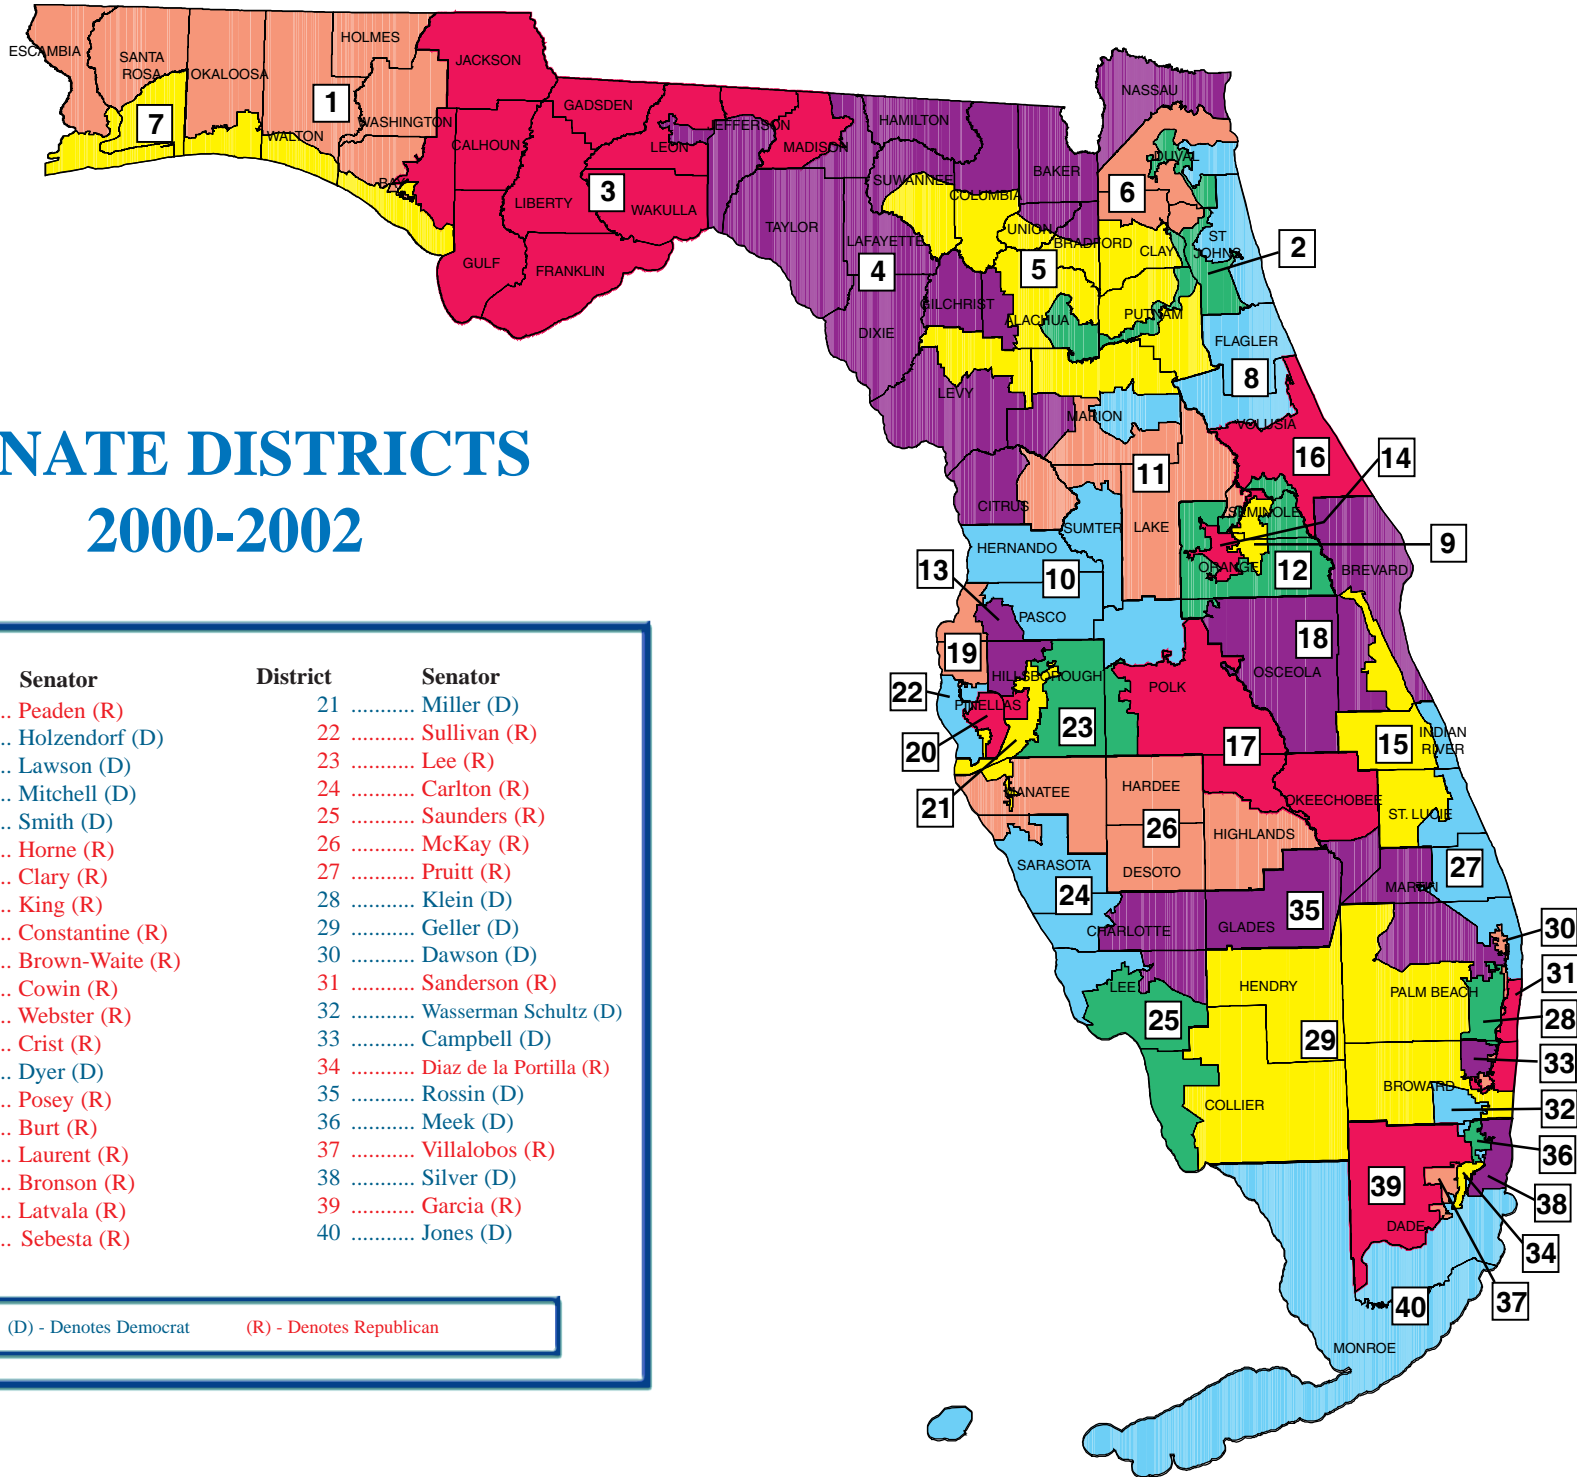 NATE DISTRICTS
2000-2002
Senator District Senator
.. Peaden (R) 21 ........... Miller (D)
.. Holzendorf (D) 22 ........... Sullivan (R)
.. Lawson (D) 23 ........... Lee (R)
.. Mitchell (D) 24 ........... Carlton (R)
.. Smith (D) 25 ........... Saunders (R)
.. Horne (R) 26 ........... McKay (R)
.. Clary (R) 27 ........... Pruitt (R)
.. King (R) 28 ........... Klein (D)
.. Constantine (R) 29 ........... Geller (D)
.. Brown-Waite (R) 30 ........... Dawson (D)
.. Cowin (R) 31 ........... Sanderson (R)
.. Webster (R) 32 ........... Wasserman Schultz (D)
.. Crist (R) 33 ........... Campbell (D)
.. Dyer (D) 34 ........... Diaz de la Portilla (R)
.. Posey (R) 35 ........... Rossin (D)
.. Burt (R) 36 ........... Meek (D)
.. Laurent (R) 37 ........... Villalobos (R)
.. Bronson (R) 38 ........... Silver (D)
.. Latvala (R) 39 ........... Garcia (R)
.. Sebesta (R) 40 ........... Jones (D)
(D) - Denotes Democrat (R) - Denotes Republican
ESCAMBIA
SANTA
ROSA
OKALOOSA
HOLMES
1
7
WALTON
WASHINGTON
BAY
JACKSON
CALHOUN
GADSDEN
LIBERTY
3
LEON
WAKULLA
GULF
FRANKLIN
JEFFERSON
MADISON
TAYLOR
HAMILTON
SUWANNEE
LAFAYETTE
4
DIXIE
COLUMBIA
BAKER
NASSAU
DUVAL
6
UNION
BRADFORD
5
CLAY
ST
JOHNS
2
GILCHRIST
ALACHUA
PUTNAM
FLAGLER
8
LEVY
MARION
VOLUSIA
16
14
11
CITRUS
SUMTER
LAKE
SEMINOLE
9
HERNANDO
10
ORANGE
12
BREVARD
13
PASCO
19
18
OSCEOLA
22
HILLSBOROUGH
PINELLAS
POLK
20
23
17
15
INDIAN
RIVER
21
MANATEE
HARDEE
OKEECHOBEE
ST. LUCIE
26
HIGHLANDS
SARASOTA
DESOTO
27
24
35
MARTIN
CHARLOTTE
GLADES
30
31
LEE
HENDRY
PALM BEACH
25
29
28
33
BROWARD
COLLIER
32
36
39
38
DADE
34
37
40
MONROE